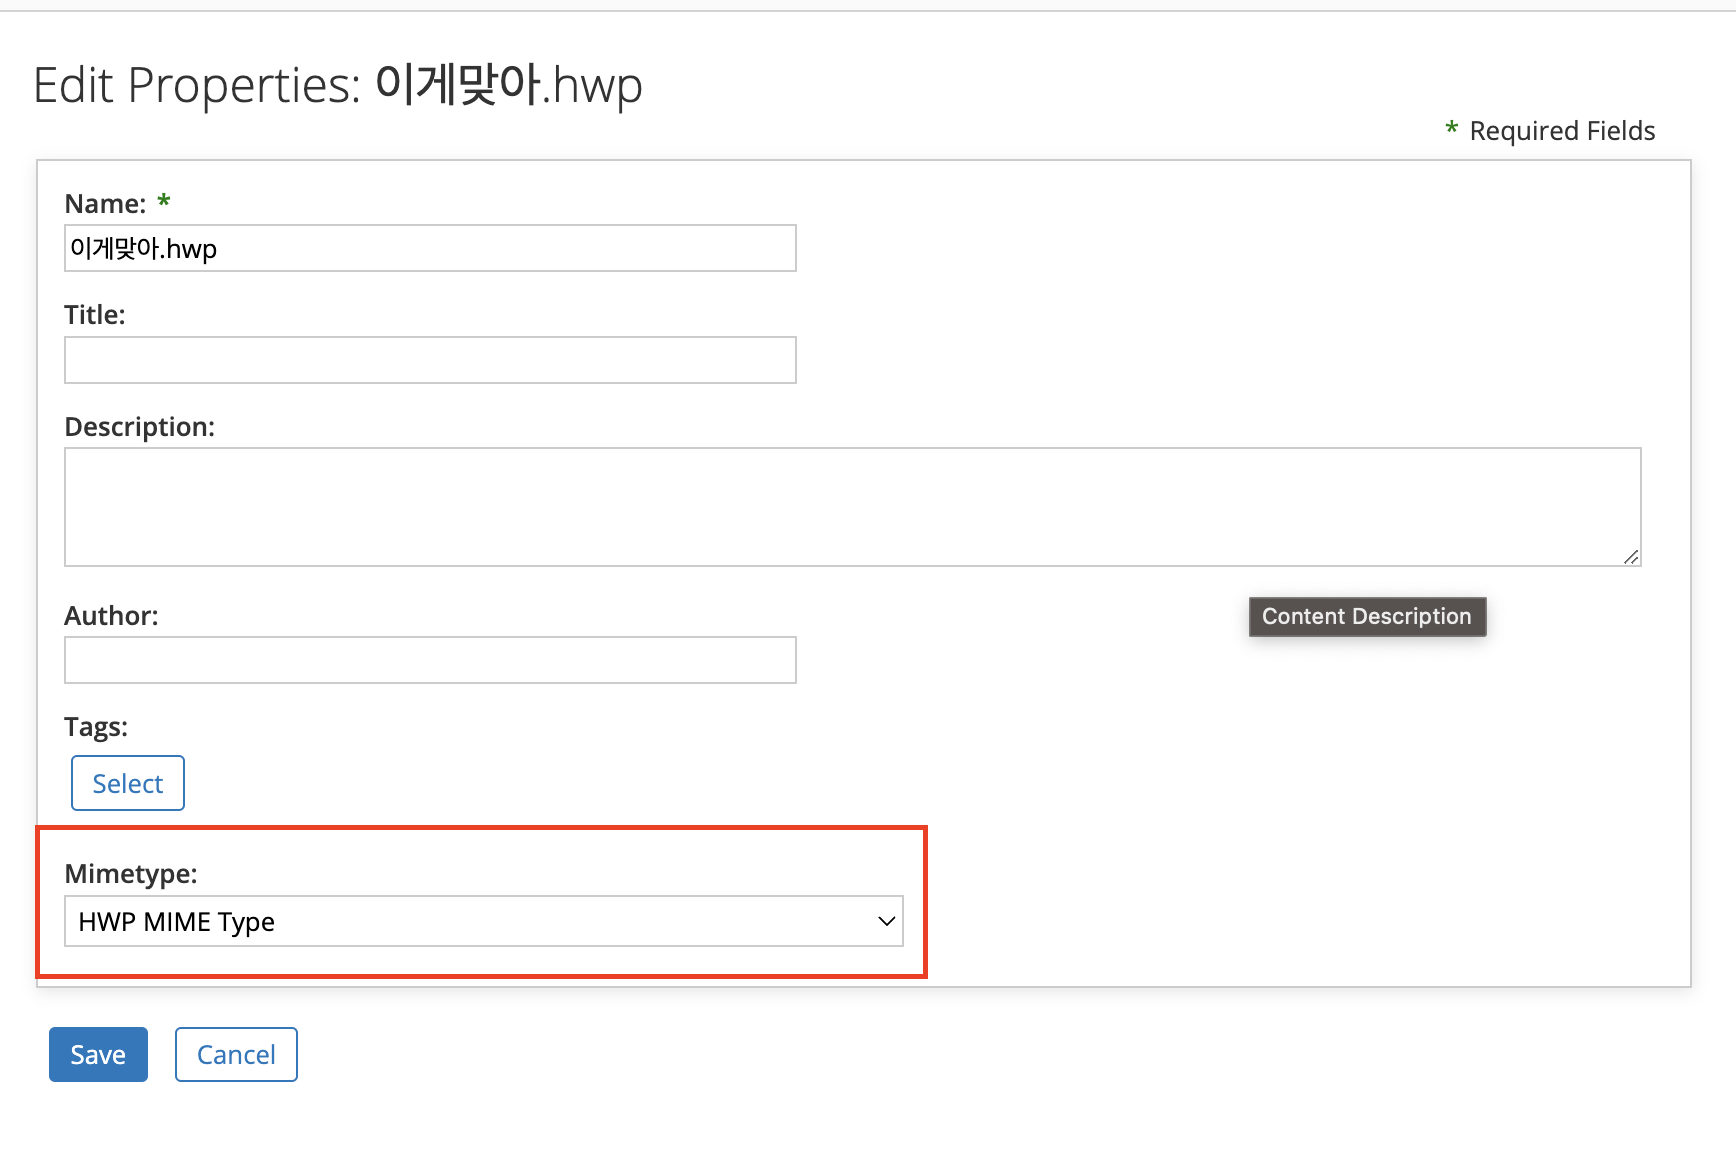 Edit Properties: 이게맞아.hwp
* Required Fields
Name: *
이게맞아.hwp
Title:
Description:
Author:
Content Description
Tags:
Select
Mimetype:
HWP MIME Type
Save
Cancel